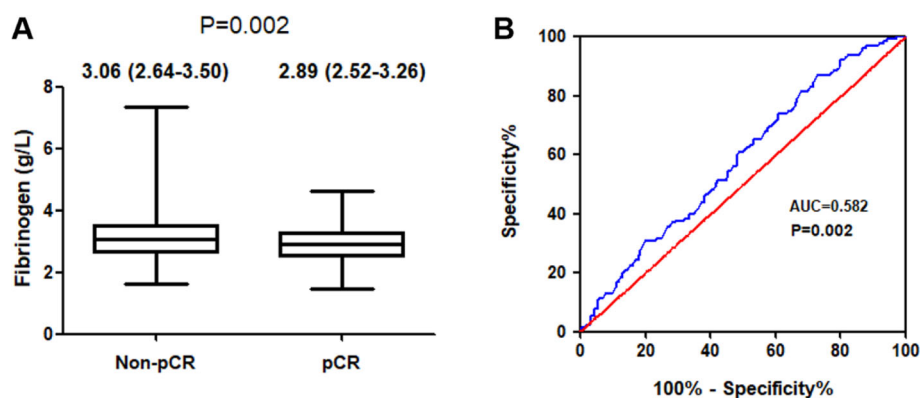 A
P=0.002
3.06 (2.64-3.50) 2.89 (2.52-3.26)
Fibrinogen (g/L)
8
6
4
2
0
Non-pCR pCR
B
Specificity%
100
80
60
40
20
0
AUC=0.582
P=0.002
0 20 40 60 80 100
100% - Specificity%